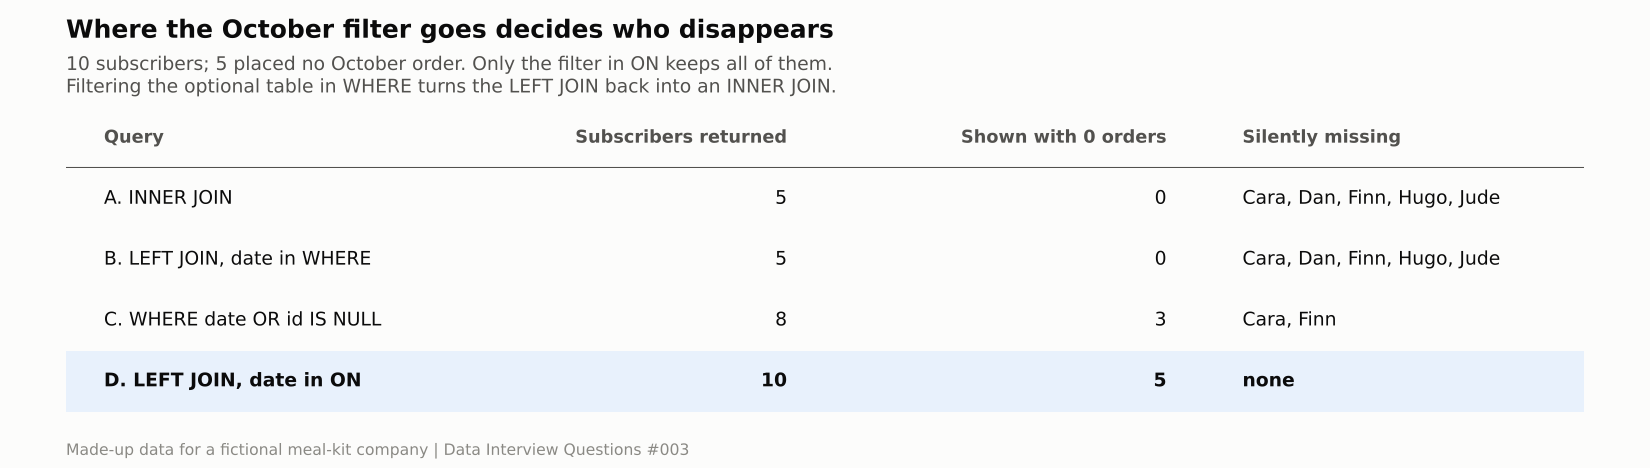 Where the October filter goes decides who disappears
10 subscribers; 5 placed no October order. Only the filter in ON keeps all of them.
Filtering the optional table in WHERE turns the LEFT JOIN back into an INNER JOIN.
Query Subscribers returned Shown with 0 orders Silently missing
A. INNER JOIN 5 0 Cara, Dan, Finn, Hugo, Jude
B. LEFT JOIN, date in WHERE 5 0 Cara, Dan, Finn, Hugo, Jude
C. WHERE date OR id IS NULL 8 3 Cara, Finn
D. LEFT JOIN, date in ON 10 5 none
Made-up data for a fictional meal-kit company | Data Interview Questions #003